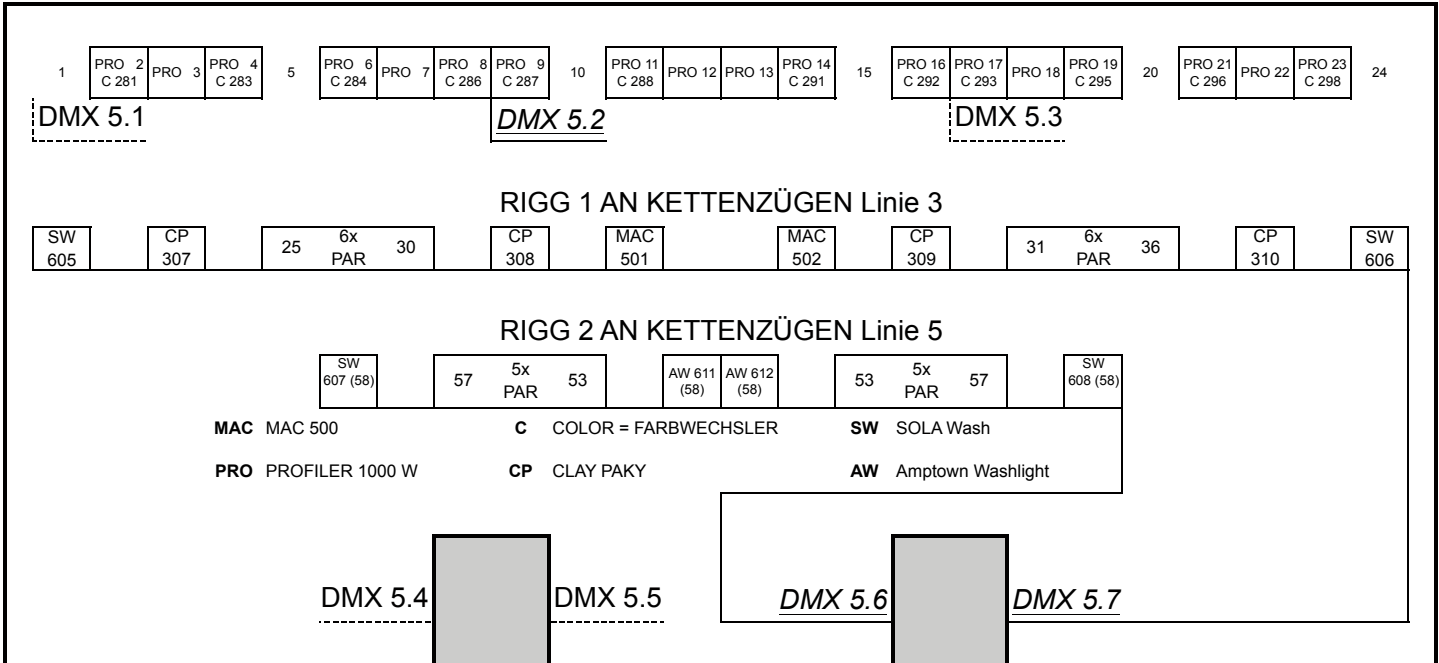 1 PRO 2 C 281 PRO 3 PRO 4 C 283 5 PRO 6 C 284 PRO 7 PRO 8 C 286 PRO 9 C 287 10 PRO 11 C 288 PRO 12 PRO 13 PRO 14 C 291 15 PRO 16 C 292 PRO 17 C 293 PRO 18 PRO 19 C 295 20 PRO 21 C 296 PRO 22 PRO 23 C 298 24
DMX 5.1 DMX 5.2 DMX 5.3
RIGG 1 AN KETTENZÜGEN Linie 3
SW 605 CP 307 25 6x PAR 30 CP 308 MAC 501 MAC 502 CP 309 31 6x PAR 36 CP 310 SW 606
RIGG 2 AN KETTENZÜGEN Linie 5
SW 607 (58) 57 5x PAR 53 AW 611 (58) AW 612 (58) 53 5x PAR 57 SW 608 (58)
MAC MAC 500 C COLOR = FARBWECHSLER SW SOLA Wash
PRO PROFILER 1000 W CP CLAY PAKY AW Amptown Washlight
DMX 5.4 DMX 5.5 DMX 5.6 DMX 5.7